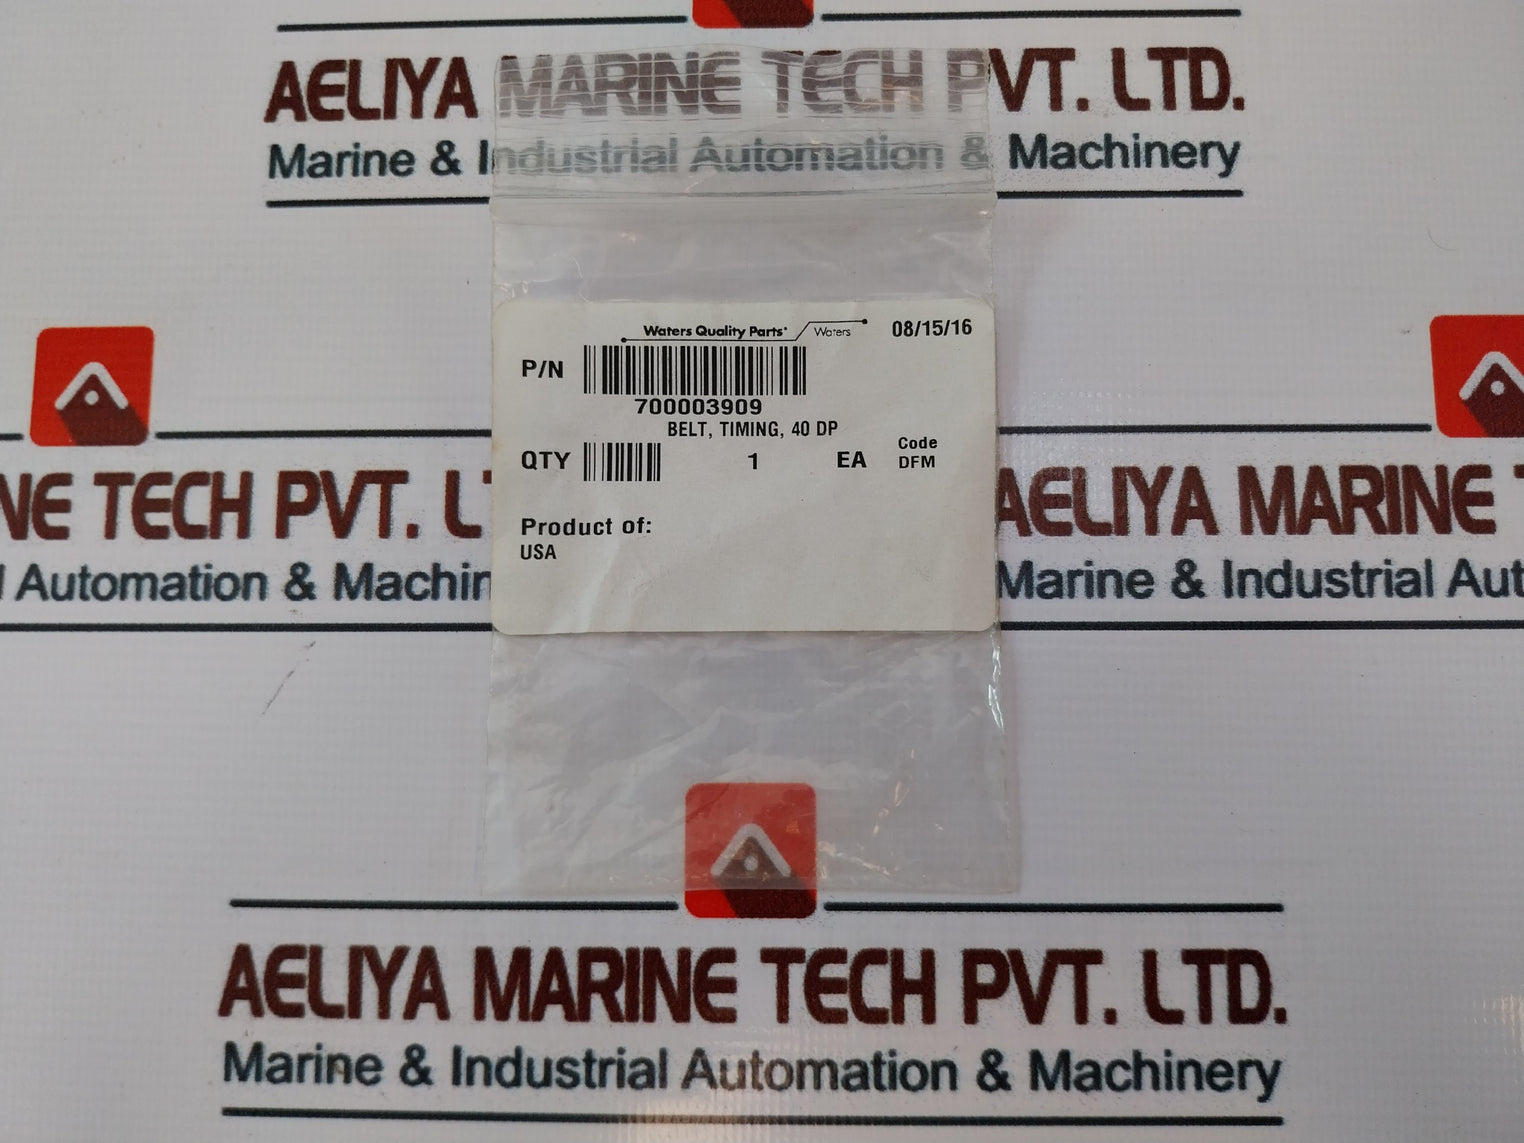 AELIYA MARINE TECH PVT. LTD.
Marine & Industrial Automation & Machinery
Waters Quality Parts
Waters
08/15/16
P/N
700003909
BELT, TIMING, 40 DP
QTY 1 EA
Code
DFM
Product of:
USA
NE TECH PVT. L
l Automation & Machin
AELIYA MARINE T
Marine & Industrial Aut
AELIYA MARINE TECH PVT. LTD.
Marine & Industrial Automation & Machinery